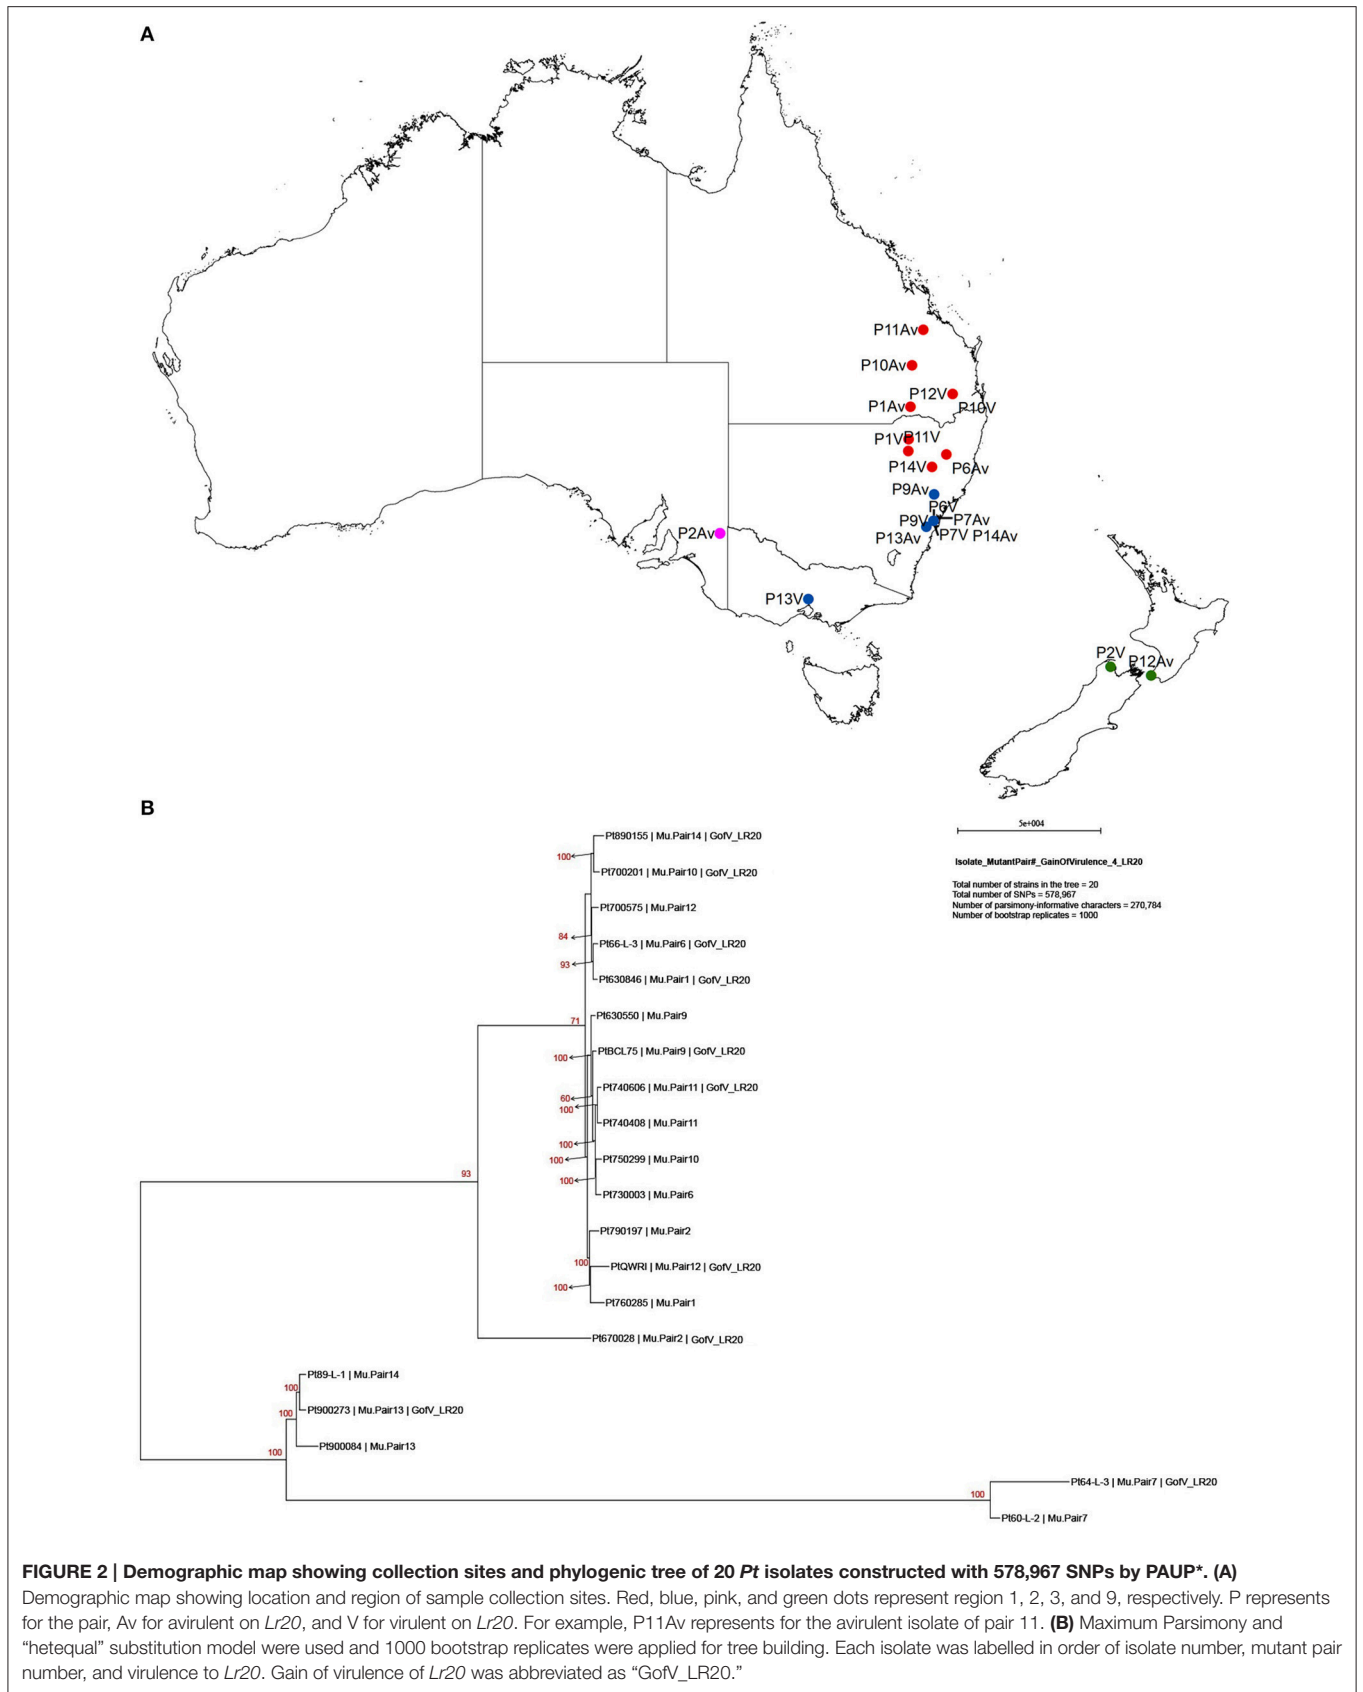 A
P11Av
P10Av
P12V
P1Av
P10V
P1V
P11V
P14V
P6Av
P9Av
P6V
P9V
P7Av
P13Av
P7V P14Av
P2Av
P13V
P2V
P12Av
B
5e+004
Isolate_MutantPair#_GainOfVirulence_4_LR20
Total number of strains in the tree = 20
Total number of SNPs = 578,967
Number of parsimony-informative characters = 270,784
Number of bootstrap replicates = 1000
Pt890155 | Mu.Pair14 | GofV_LR20
100
Pt700201 | Mu.Pair10 | GofV_LR20
Pt700575 | Mu.Pair12
84
Pt66-L-3 | Mu.Pair6 | GofV_LR20
93
Pt630846 | Mu.Pair1 | GofV_LR20
Pt630550 | Mu.Pair9
71
PtBCL75 | Mu.Pair9 | GofV_LR20
100
Pt740606 | Mu.Pair11 | GofV_LR20
60
100
Pt740408 | Mu.Pair11
100
Pt750299 | Mu.Pair10
100
93
100
Pt730003 | Mu.Pair6
Pt790197 | Mu.Pair2
100
PtQWRI | Mu.Pair12 | GofV_LR20
100
Pt760285 | Mu.Pair1
Pt670028 | Mu.Pair2 | GofV_LR20
Pt89-L-1 | Mu.Pair14
100
Pt900273 | Mu.Pair13 | GofV_LR20
100
Pt900084 | Mu.Pair13
100
Pt64-L-3 | Mu.Pair7 | GofV_LR20
100
Pt60-L-2 | Mu.Pair7
FIGURE 2 | Demographic map showing collection sites and phylogenic tree of 20 Pt isolates constructed with 578,967 SNPs by PAUP*. (A)
Demographic map showing location and region of sample collection sites. Red, blue, pink, and green dots represent region 1, 2, 3, and 9, respectively. P represents
for the pair, Av for avirulent on Lr20, and V for virulent on Lr20. For example, P11Av represents for the avirulent isolate of pair 11. (B) Maximum Parsimony and
“hetequal” substitution model were used and 1000 bootstrap replicates were applied for tree building. Each isolate was labelled in order of isolate number, mutant pair
number, and virulence to Lr20. Gain of virulence of Lr20 was abbreviated as “GofV_LR20.”